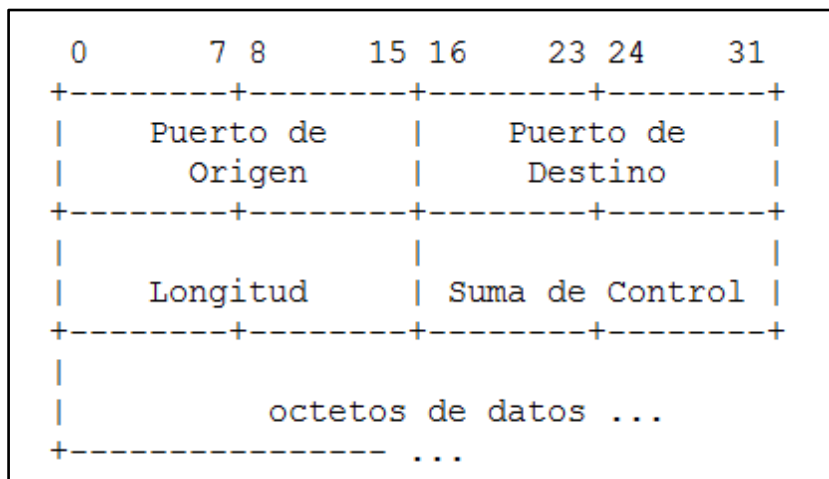 0        7 8       15 16      23 24      31
+--------+--------+--------+--------+
|    Puerto de    |    Puerto de    |
|      Origen     |     Destino     |
+--------+--------+--------+--------+
|                 |                 |
|    Longitud     | Suma de Control |
+--------+--------+--------+--------+
|
|          octetos de datos ...
+---------------- ...